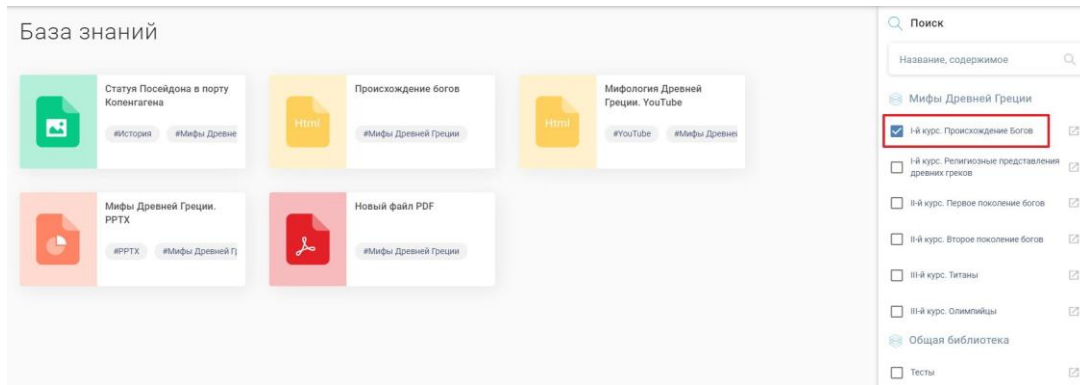 База знаний
Статуя Посейдона в порту
Копенгагена
#История #Мифы Древне
Html
Происхождение богов
#Мифы Древней Греции
Html
Мифология Древней
Греции. YouTube
#YouTube #Мифы Древней
Мифы Древней Греции.
PPTX
#PPTX #Мифы Древней Гр
Новый файл PDF
#Мифы Древней Греции
Поиск
Название, содержимое
Мифы Древней Греции
I-й курс. Происхождение Богов
I-й курс. Религиозные представления
древних греков
II-й курс. Первое поколение богов
II-й курс. Второе поколение богов
III-й курс. Титаны
III-й курс. Олимпийцы
Общая библиотека
Тесты